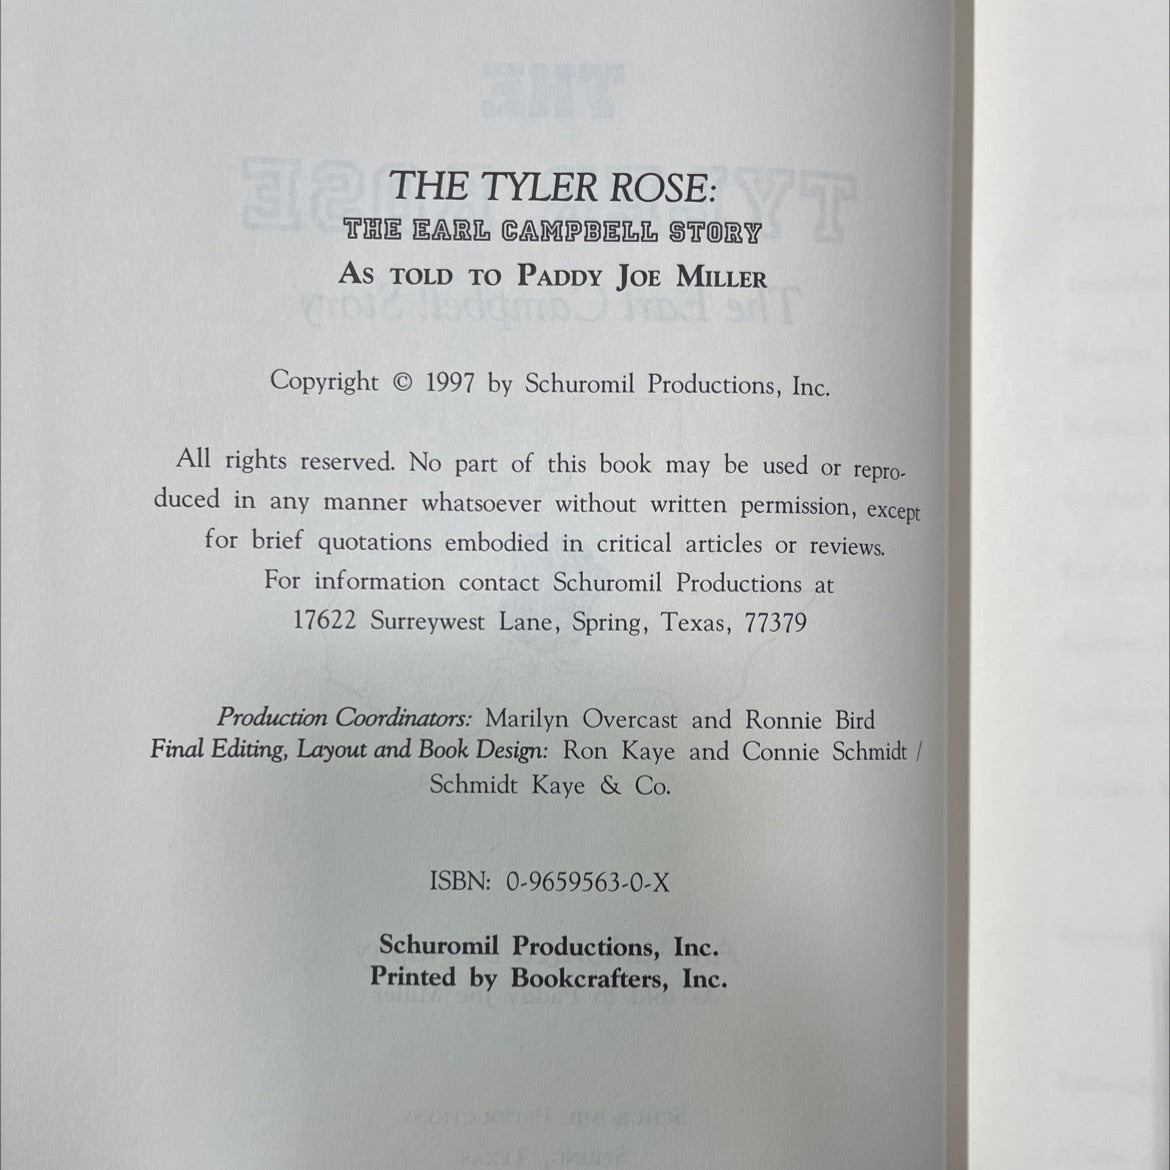 THE TYLER ROSE:
THE EARL CAMPBELL STORY
AS TOLD TO PADDY JOE MILLER
Copyright © 1997 by Schuromil Productions, Inc.
All rights reserved. No part of this book may be used or repro-
duced in any manner whatsoever without written permission, except
for brief quotations embodied in critical articles or reviews.
For information contact Schuromil Productions at
17622 Surreywest Lane, Spring, Texas, 77379
Production Coordinators: Marilyn Overcast and Ronnie Bird
Final Editing, Layout and Book Design: Ron Kaye and Connie Schmidt /
Schmidt Kaye & Co.
ISBN: 0-9659563-0-X
Schuromil Productions, Inc.
Printed by Bookcrafters, Inc.